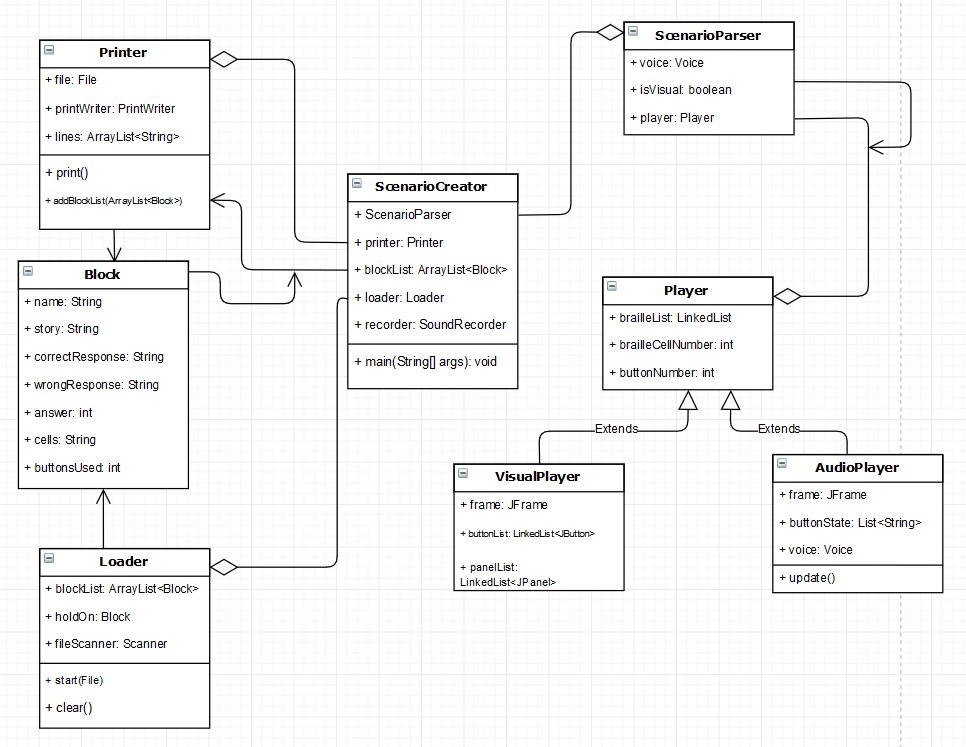 Printer
+ file: File
+ printWriter: PrintWriter
+ lines: ArrayList<String>
+ print()
+ addBlockList(ArrayList<Block>)
ScenarioParser
+ voice: Voice
+ isVisual: boolean
+ player: Player
ScenarioCreator
+ ScenarioParser
+ printer: Printer
+ blockList: ArrayList<Block>
+ loader: Loader
+ recorder: SoundRecorder
+ main(String[] args): void
Block
+ name: String
+ story: String
+ correctResponse: String
+ wrongResponse: String
+ answer: int
+ cells: String
+ buttonsUsed: int
Player
+ brailleList: LinkedList
+ brailleCellNumber: int
+ buttonNumber: int
Extends
Extends
VisualPlayer
+ frame: JFrame
+ buttonList: LinkedList<JButton>
+ panelList:
LinkedList<JPanel>
AudioPlayer
+ frame: JFrame
+ buttonState: List<String>
+ voice: Voice
+ update()
Loader
+ blockList: ArrayList<Block>
+ holdOn: Block
+ fileScanner: Scanner
+ start(File)
+ clear()